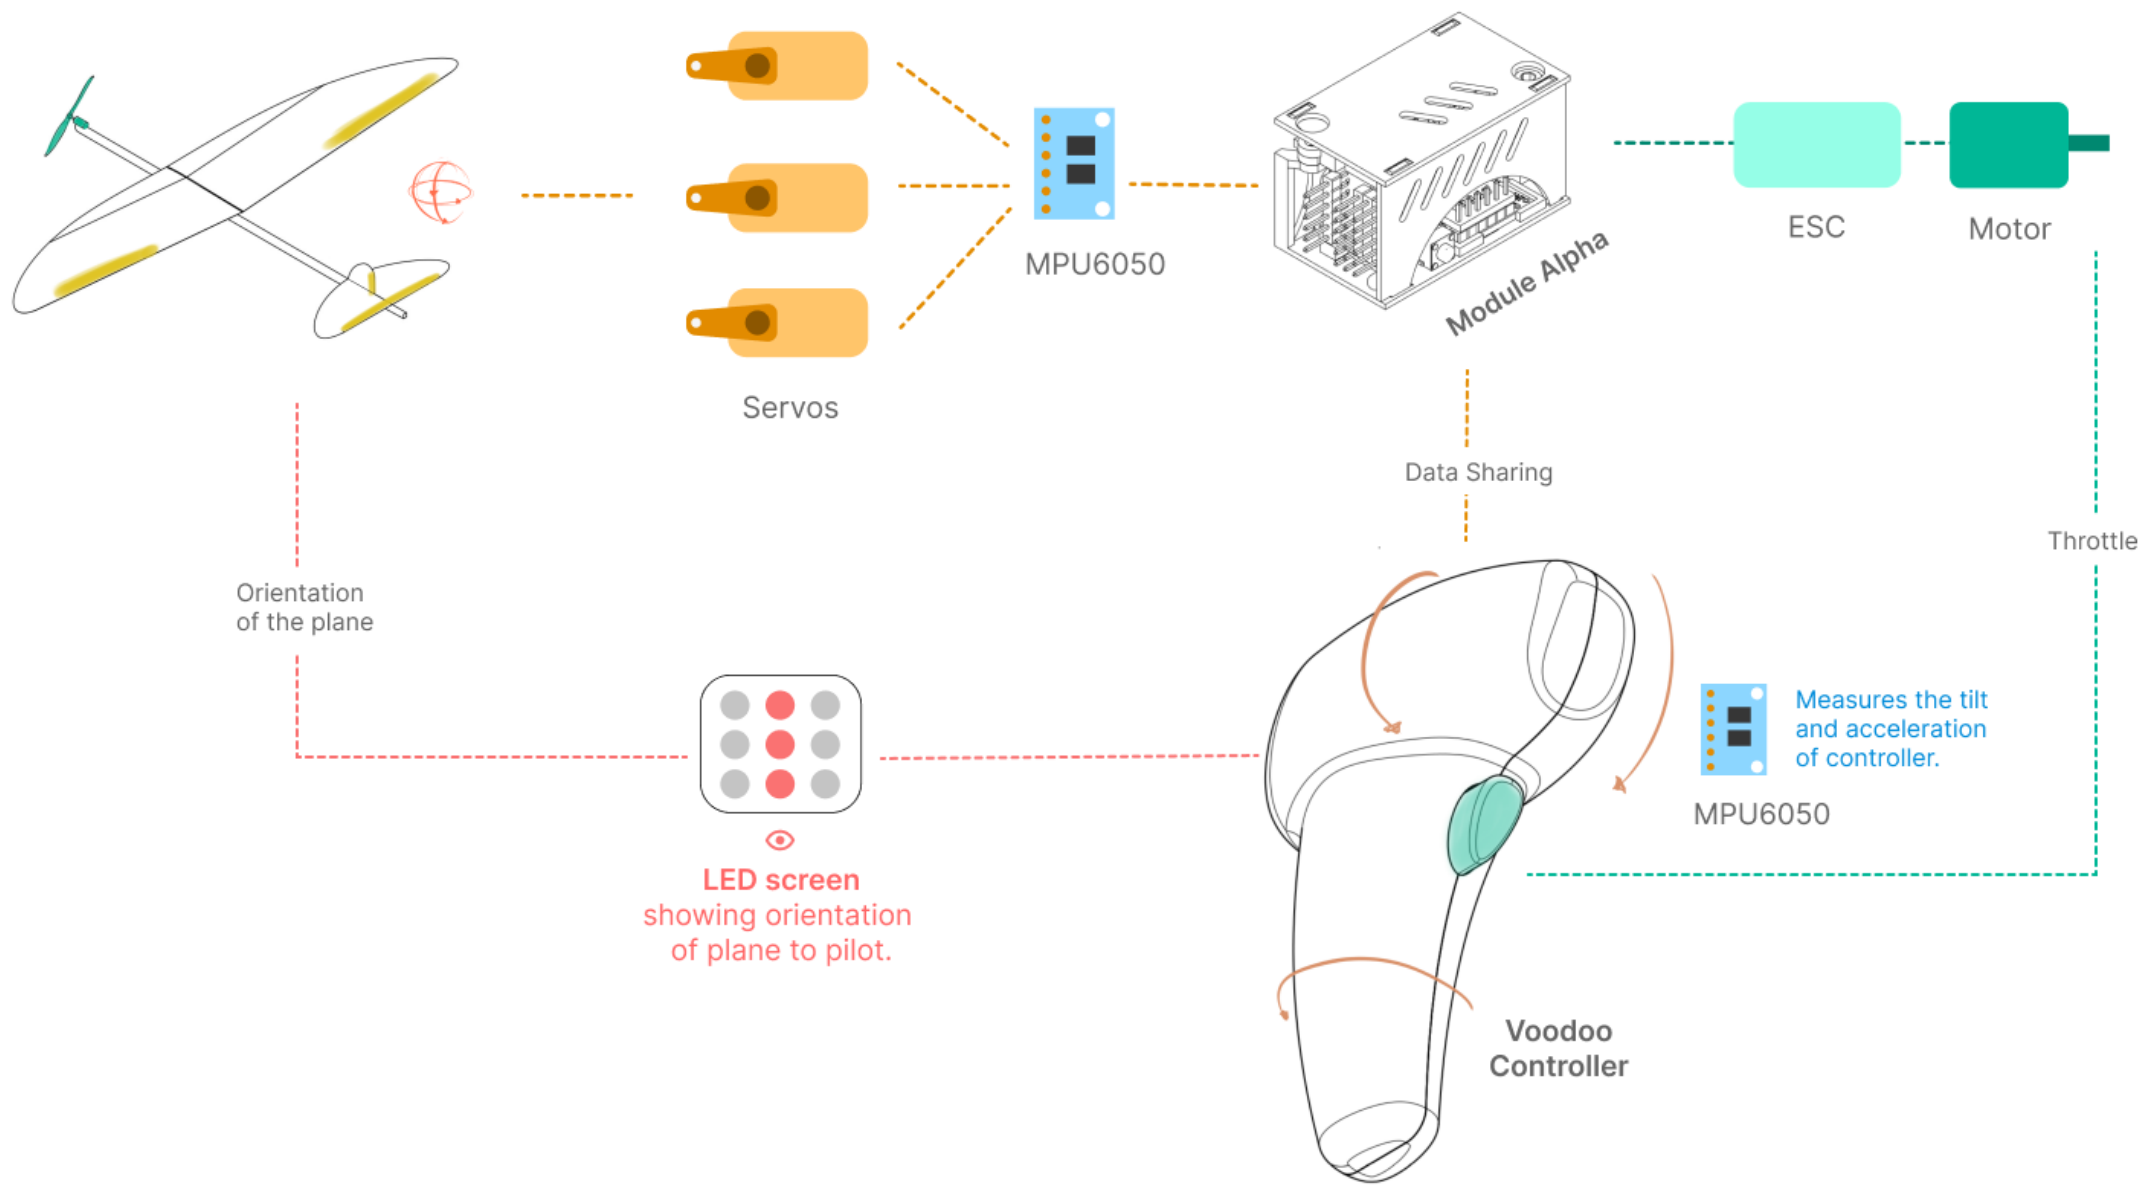 MPU6050
Module Alpha
ESC
Motor
Servos
Data Sharing
Throttle
Orientation
of the plane
Measures the tilt
and acceleration
of controller.
MPU6050
LED screen
showing orientation
of plane to pilot.
Voodoo
Controller